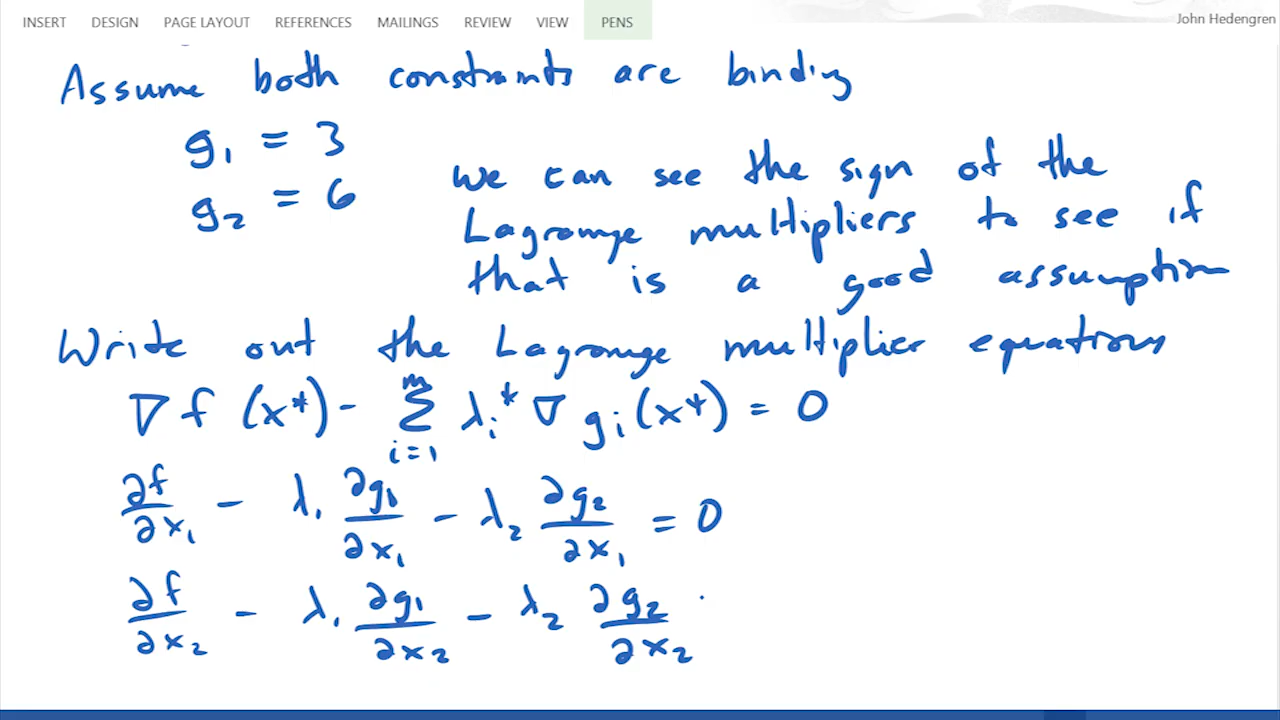 INSERT DESIGN PAGE LAYOUT REFERENCES MAILINGS REVIEW VIEW PENS
John Hedengren
Assume both constraints are binding
g₁ = 3
g₂ = 6
we can see the sign of the
Lagrange multipliers to see if
that is a good assumption
Write out the Lagrange multiplier equations
∇f(x*) - Σᵢ₌₁ᵐ λᵢ* ∇gᵢ(x*) = 0
∂f/∂x₁ - λ₁ ∂g₁/∂x₁ - λ₂ ∂g₂/∂x₁ = 0
∂f/∂x₂ - λ₁ ∂g₁/∂x₂ - λ₂ ∂g₂/∂x₂